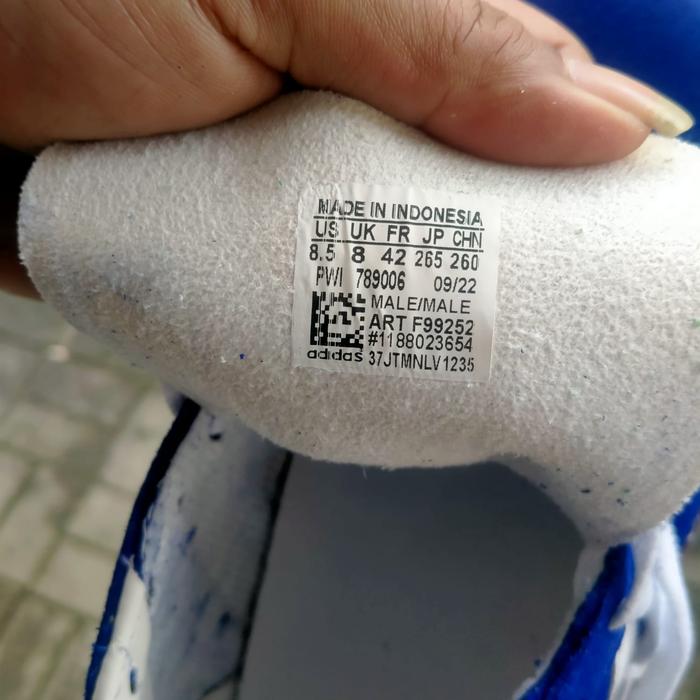 MADE IN INDONESIA
US UK FR JP CHN
8.5 8 42 265 260
PWI 789006 09/22
MALE/MALE
ART F99252
#1188023654
adidas 37JTMNLV1235